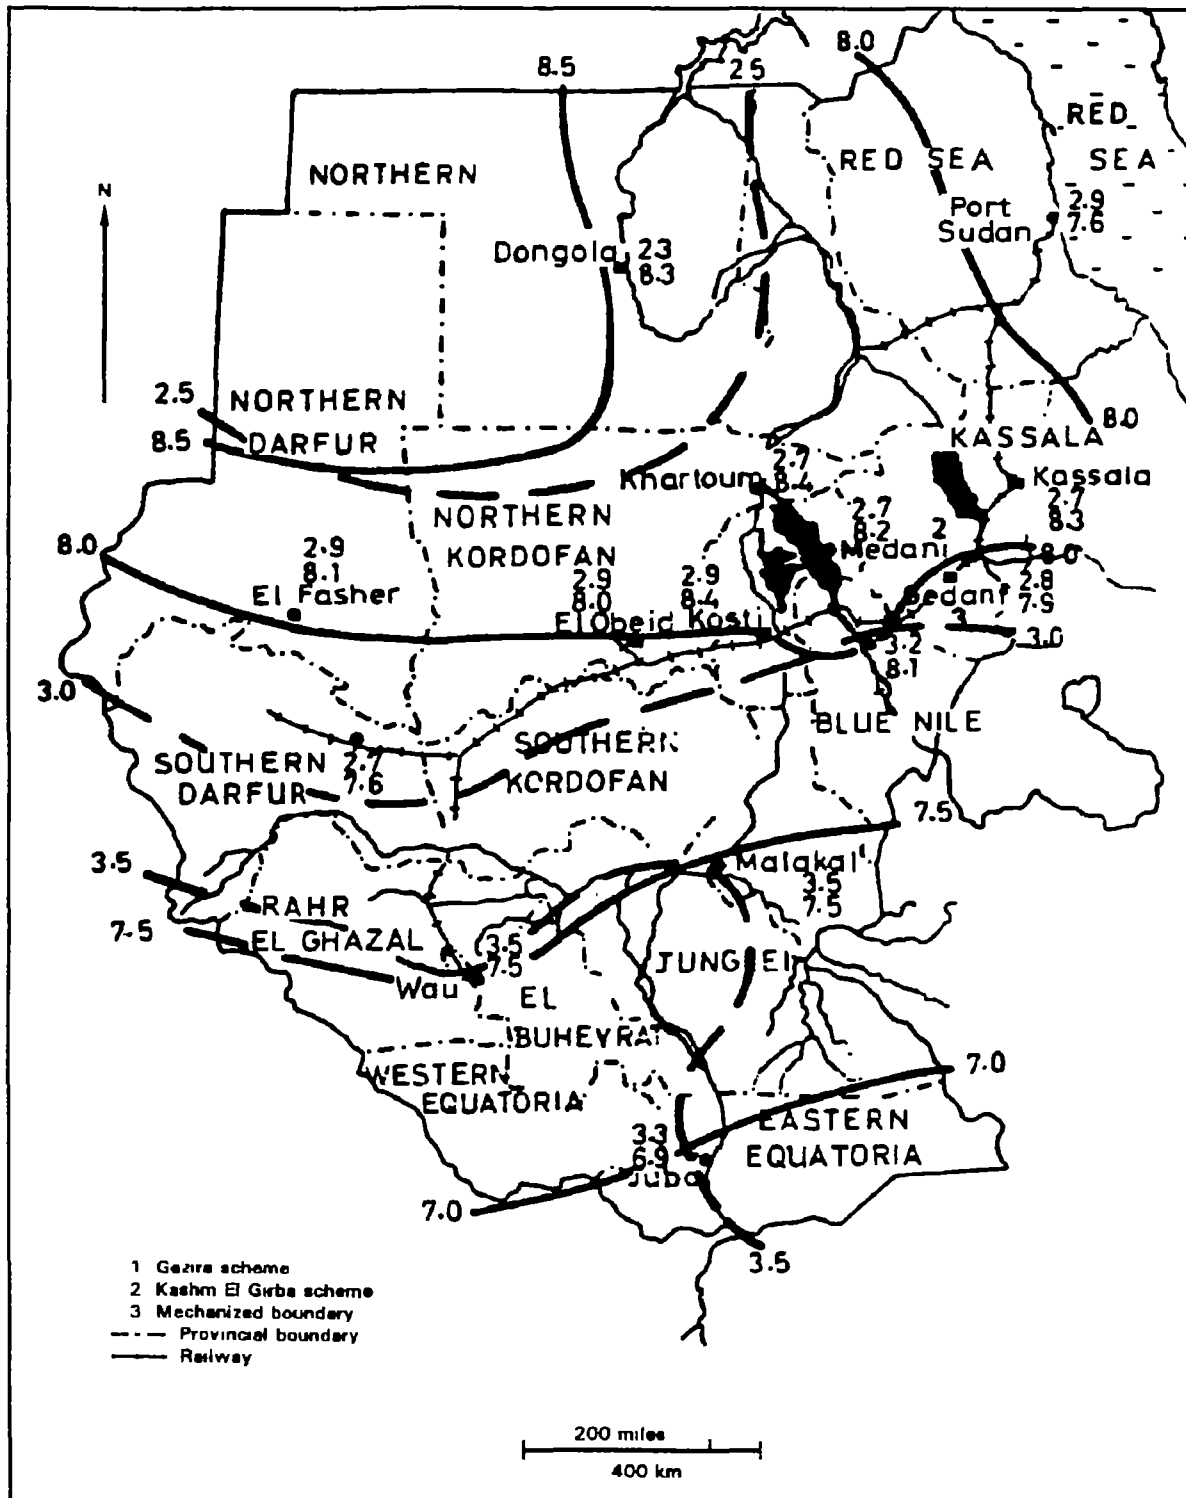 8.5
25
8.0
RED
SEA
RED SEA
NORTHERN
N
Port
Sudan
2.9
7.6
Dongola
23
8.3
2.5
NORTHERN
DARFUR
8.5
8.0
KASSALA
Khartoum
2.7
8.4
Kassala
2.7
8.3
NORTHERN
KORDOFAN
2.7
8.2
Medani
2
8.0
8.0
2.9
8.1
El Fasher
2.9
8.0
El Obeid
2.9
8.4
Kosti
Gedarif
2.8
7.9
3
3.0
3.2
8.1
3.0
BLUE NILE
SOUTHERN
DARFUR
2.7
7.6
SOUTHERN
KORDOFAN
7.5
3.5
Malakal
3.5
7.5
RAHR
EL GHAZAL
7.5
3.5
7.5
Wau
JUNGLEI
EL
BUHEYRAT
WESTERN
EQUATORIA
7.0
EASTERN
EQUATORIA
3.3
6.9
Juba
7.0
3.5
1 Gezira scheme
2 Kashm El Girba scheme
3 Mechanized boundary
Provincial boundary
Railway
200 miles
400 km